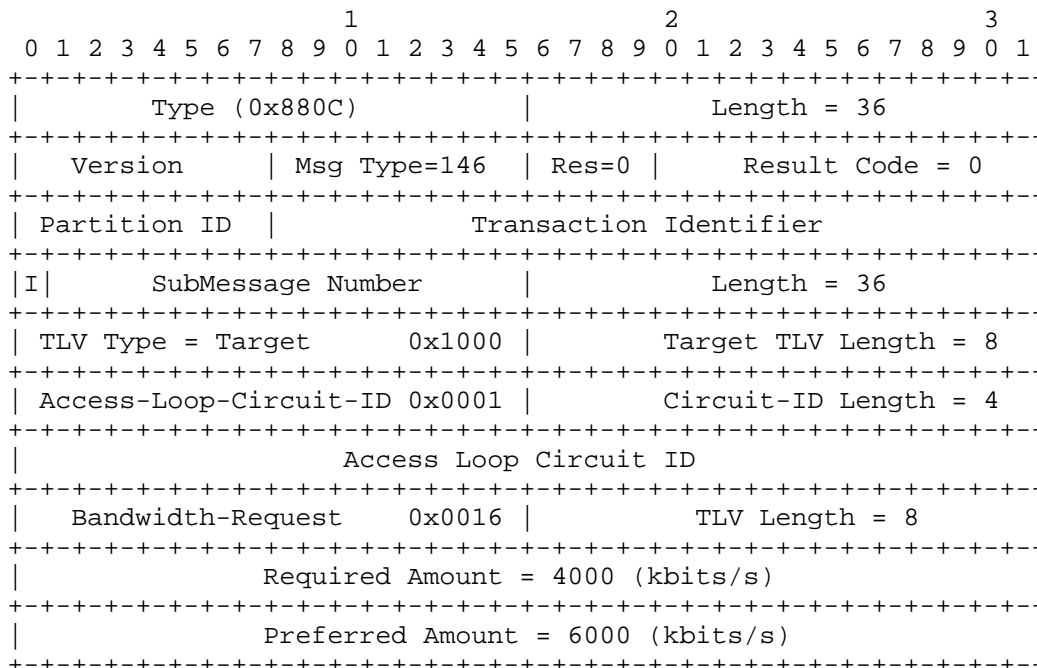 1                   2                   3
 0 1 2 3 4 5 6 7 8 9 0 1 2 3 4 5 6 7 8 9 0 1 2 3 4 5 6 7 8 9 0 1
+-+-+-+-+-+-+-+-+-+-+-+-+-+-+-+-+-+-+-+-+-+-+-+-+-+-+-+-+-+-+-+-
|        Type (0x880C)          |           Length = 36
+-+-+-+-+-+-+-+-+-+-+-+-+-+-+-+-+-+-+-+-+-+-+-+-+-+-+-+-+-+-+-+-
|   Version     | Msg Type=146  | Res=0 |     Result Code = 0
+-+-+-+-+-+-+-+-+-+-+-+-+-+-+-+-+-+-+-+-+-+-+-+-+-+-+-+-+-+-+-+-
| Partition ID  |            Transaction Identifier
+-+-+-+-+-+-+-+-+-+-+-+-+-+-+-+-+-+-+-+-+-+-+-+-+-+-+-+-+-+-+-+-
|I|      SubMessage Number      |           Length = 36
+-+-+-+-+-+-+-+-+-+-+-+-+-+-+-+-+-+-+-+-+-+-+-+-+-+-+-+-+-+-+-+-
| TLV Type = Target      0x1000 |        Target TLV Length = 8
+-+-+-+-+-+-+-+-+-+-+-+-+-+-+-+-+-+-+-+-+-+-+-+-+-+-+-+-+-+-+-+-
| Access-Loop-Circuit-ID 0x0001 |        Circuit-ID Length = 4
+-+-+-+-+-+-+-+-+-+-+-+-+-+-+-+-+-+-+-+-+-+-+-+-+-+-+-+-+-+-+-+-
|                    Access Loop Circuit ID
+-+-+-+-+-+-+-+-+-+-+-+-+-+-+-+-+-+-+-+-+-+-+-+-+-+-+-+-+-+-+-+-
|   Bandwidth-Request    0x0016 |          TLV Length = 8
+-+-+-+-+-+-+-+-+-+-+-+-+-+-+-+-+-+-+-+-+-+-+-+-+-+-+-+-+-+-+-+-
|               Required Amount = 4000 (kbits/s)
+-+-+-+-+-+-+-+-+-+-+-+-+-+-+-+-+-+-+-+-+-+-+-+-+-+-+-+-+-+-+-+-
|               Preferred Amount = 6000 (kbits/s)
+-+-+-+-+-+-+-+-+-+-+-+-+-+-+-+-+-+-+-+-+-+-+-+-+-+-+-+-+-+-+-+-